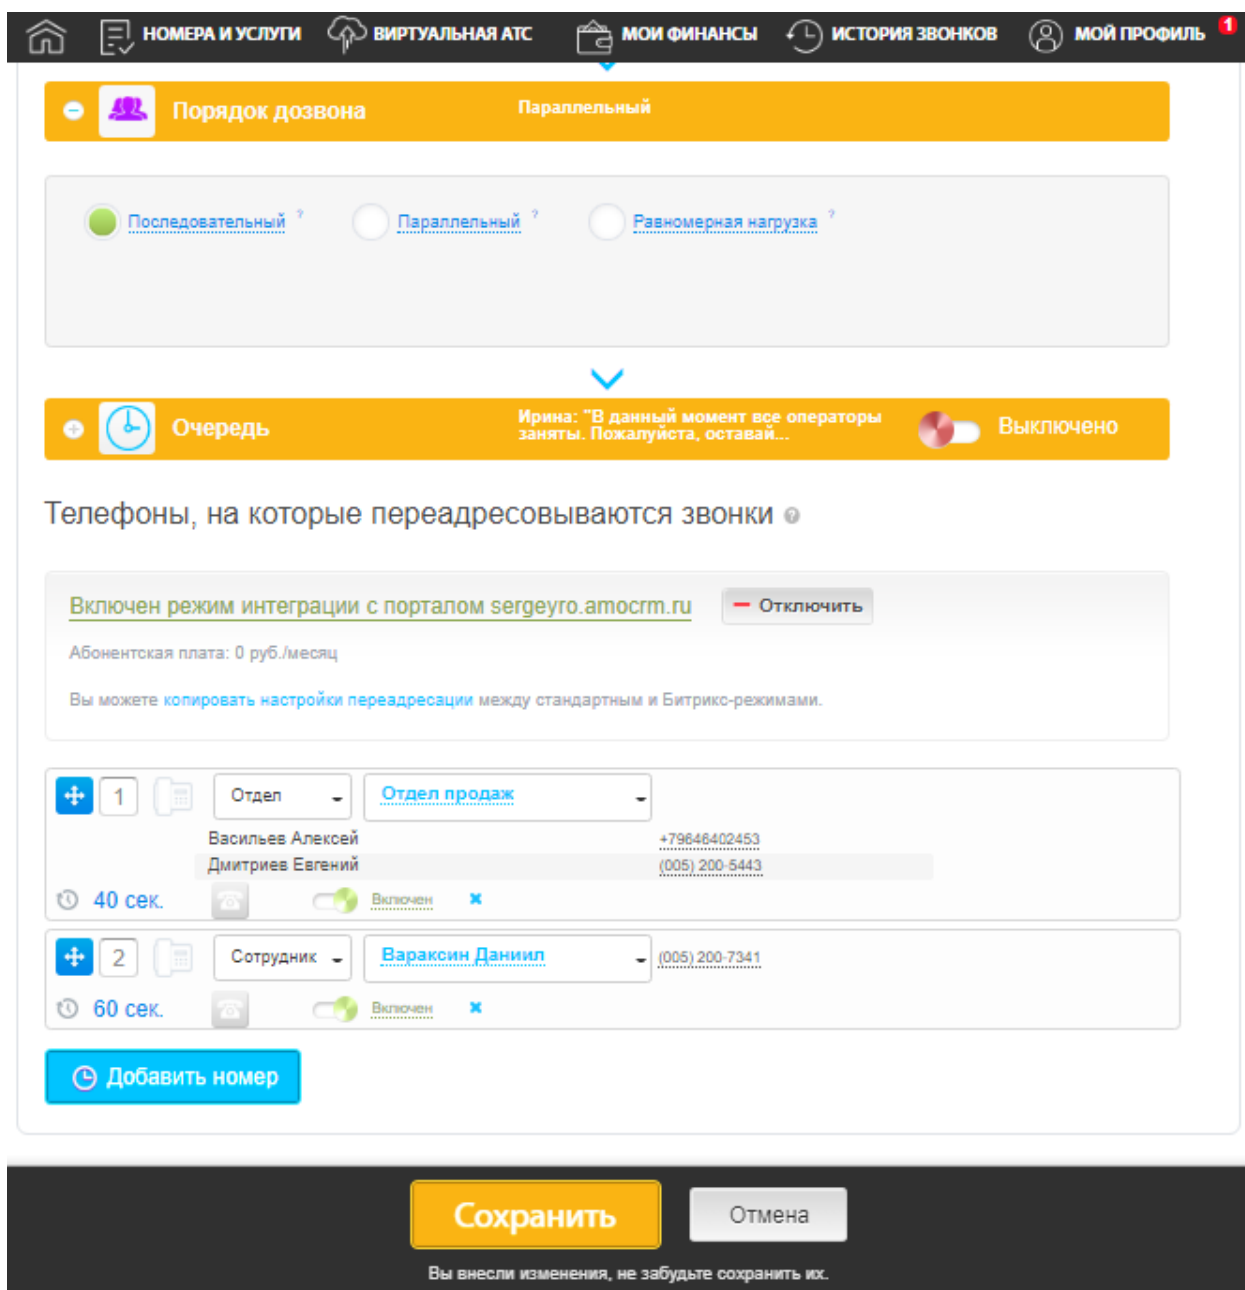 НОМЕРА И УСЛУГИ ВИРТУАЛЬНАЯ АТС МОИ ФИНАНСЫ ИСТОРИЯ ЗВОНКОВ МОЙ ПРОФИЛЬ 1
Порядок дозвона Параллельный
Последовательный ? Параллельный ? Равномерная нагрузка ?
Очередь Ирина: "В данный момент все операторы
заняты. Пожалуйста, оставай... Выключено
Телефоны, на которые переадресовываются звонки ?
Включен режим интеграции с порталом sergeyro.amocrm.ru Отключить
Абонентская плата: 0 руб./месяц
Вы можете копировать настройки переадресации между стандартным и Битрикс-режимами.
1 Отдел Отдел продаж
Васильев Алексей +79646402453
Дмитриев Евгений (005) 200-5443
40 сек. Включен
2 Сотрудник Вараксин Даниил (005) 200-7341
60 сек. Включен
Добавить номер
Сохранить Отмена
Вы внесли изменения, не забудьте сохранить их.